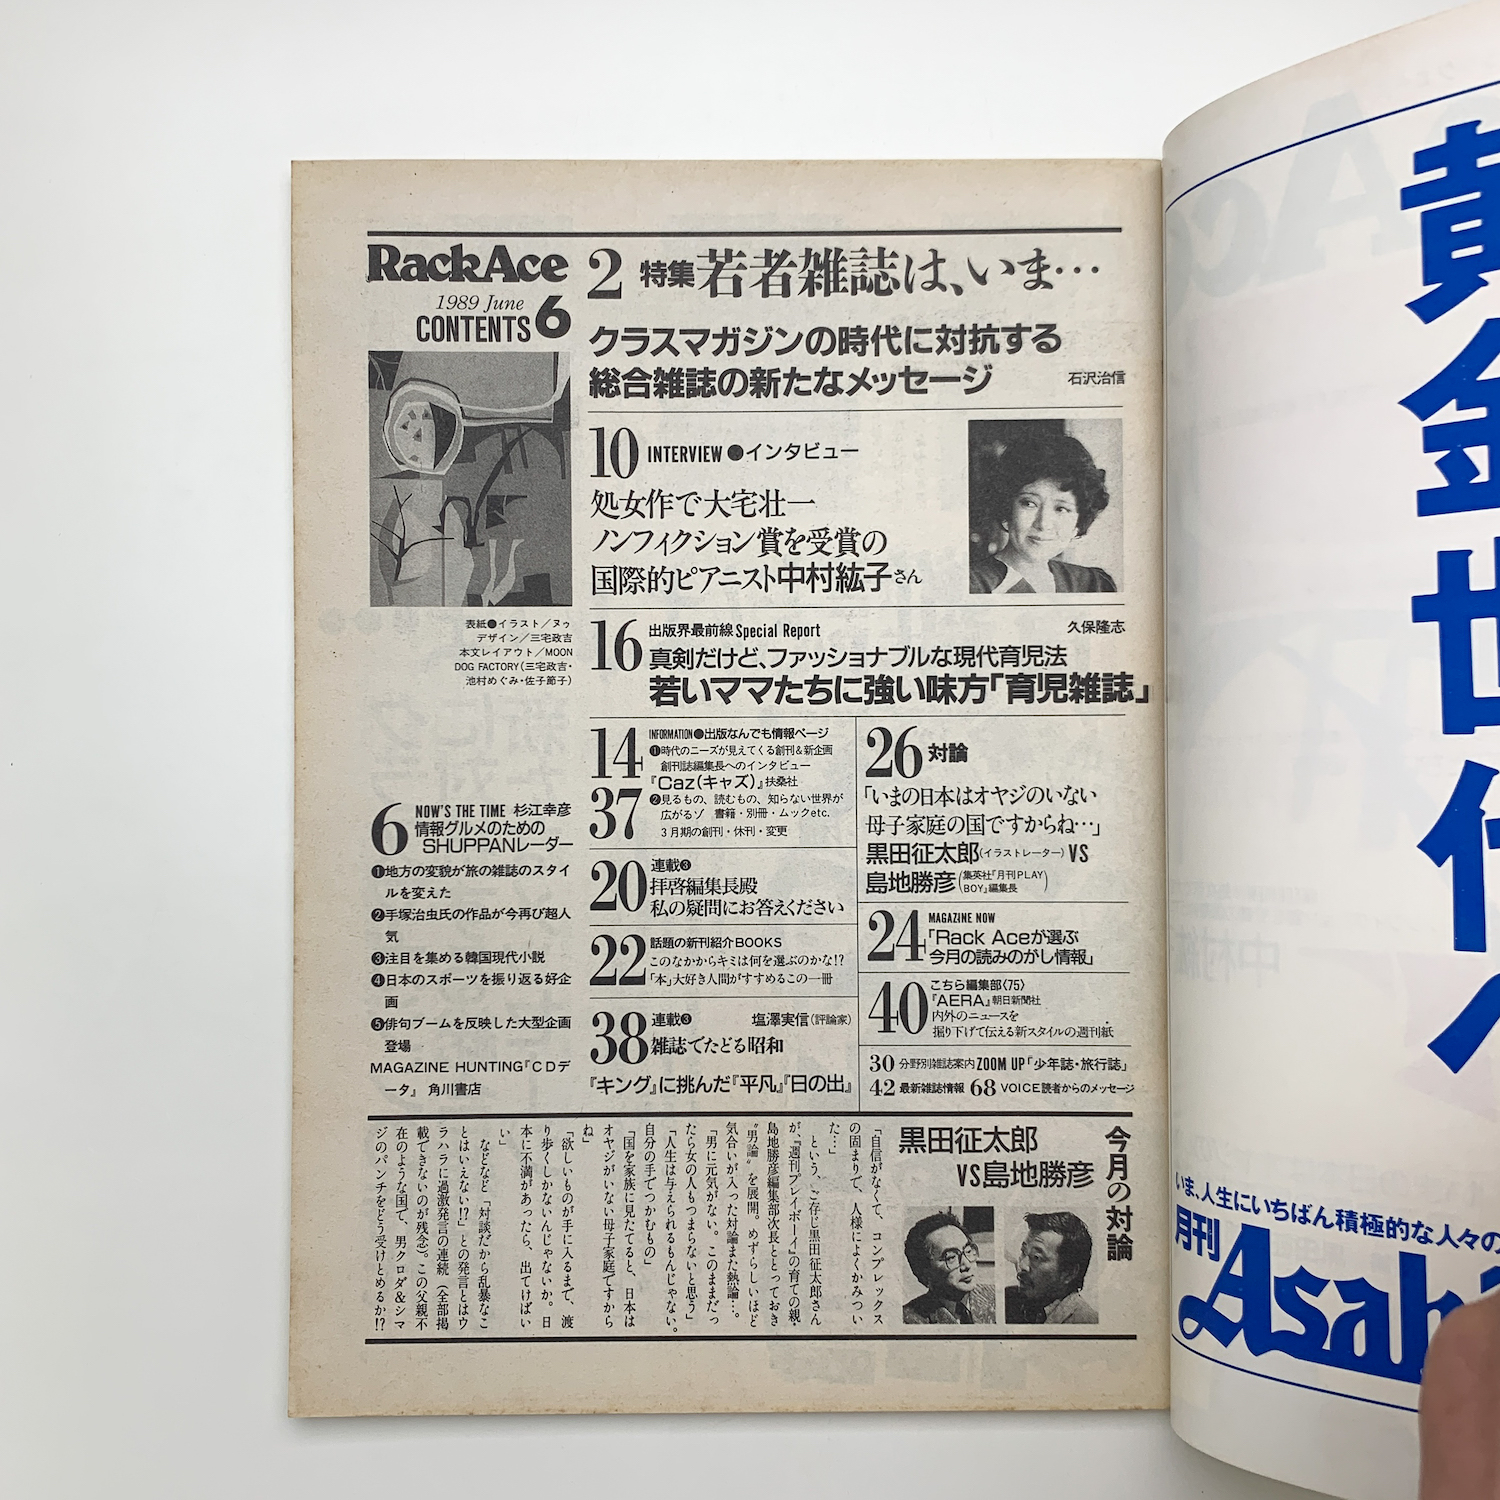 RackAce
1989 June
CONTENTS 6
表紙●イラスト／ヌゥ
デザイン／三宅政吉
本文レイアウト／MOON
DOG FACTORY（三宅政吉・
池村めぐみ・佐子節子）
6 NOW'S THE TIME 杉江幸彦
情報グルメのための
SHUPPANレーダー
❶地方の変貌が旅の雑誌のスタイ
ルを変えた
❷手塚治虫氏の作品が今再び超人
気
❸注目を集める韓国現代小説
❹日本のスポーツを振り返る好企
画
❺俳句ブームを反映した大型企画
登場
MAGAZINE HUNTING『CDデ
ータ』 角川書店
2 特集 若者雑誌は、いま…
クラスマガジンの時代に対抗する
総合雑誌の新たなメッセージ 石沢治信
10 INTERVIEW●インタビュー
処女作で大宅壮一
ノンフィクション賞を受賞の
国際的ピアニスト中村紘子さん
16 出版界最前線 Special Report 久保隆志
真剣だけど、ファッショナブルな現代育児法
若いママたちに強い味方「育児雑誌」
14 INFORMATION●出版なんでも情報ページ
❶時代のニーズが見えてくる創刊＆新企画
創刊誌編集長へのインタビュー
『Caz（キャズ）』扶桑社
37 ❷見るもの、読むもの、知らない世界が
広がるゾ 書籍・別冊・ムックetc.
3月期の創刊・休刊・変更
20 連載❸
拝啓編集長殿
私の疑問にお答えください
22 話題の新刊紹介BOOKS
このなかからキミは何を選ぶのかな!?
「本」大好き人間がすすめるこの一冊
38 連載❸ 塩澤実信（評論家）
雑誌でたどる昭和
『キング』に挑んだ『平凡』『日の出』
26 対論
「いまの日本はオヤジのいない
母子家庭の国ですからね…」
黒田征太郎（イラストレーター）VS
島地勝彦（集英社『月刊PLAY
BOY』編集長）
24 MAGAZINE NOW
「Rack Aceが選ぶ
今月の読みのがし情報」
40 こちら編集部〈75〉
『AERA』朝日新聞社
内外のニュースを
掘り下げて伝える新スタイルの週刊紙
30 分野別雑誌案内 ZOOM UP「少年誌・旅行誌」
42 最新雑誌情報 68 VOICE読者からのメッセージ
今月の対論
黒田征太郎
VS島地勝彦
「自信がなくて、コンプレックス
の固まりで、人様によくかみつい
た…」
という、ご存じ黒田征太郎さん
が、『週刊プレイボーイ』の育ての親・
島地勝彦編集部次長ととっておき
〝男論〟を展開。めずらしいほど
気合いが入った対論また熱論…。
「男に元気がない。このままだっ
たら女の人もつまらないと思う」
「人生は与えられるもんじゃない。
自分の手でつかむもの」
「国を家族に見たてると、日本は
オヤジがいない母子家庭ですから
ね」
「欲しいものが手に入るまで、渡
り歩くしかないんじゃないか。日
本に不満があったら、出てけばい
い」
などなど「対談だから乱暴なこ
とはいえない!?」との発言とはウ
ラハラに過激発言の連続（全部掲
載できないのが残念）。この父親不
在のような国で、男クロダ＆シマ
ジのパンチをどう受けとめるか!?
黄金世代へ
いま、人生にいちばん積極的な人々の
月刊Asah